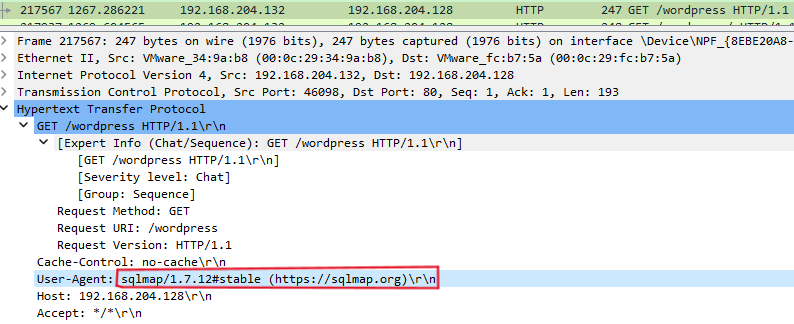 217567 1267.286221 192.168.204.132 192.168.204.128 HTTP 247 GET /wordpress HTTP/1.1
Frame 217567: 247 bytes on wire (1976 bits), 247 bytes captured (1976 bits) on interface \Device\NPF_{8EBE20A8-
Ethernet II, Src: VMware_34:9a:b8 (00:0c:29:34:9a:b8), Dst: VMware_fc:b7:5a (00:0c:29:fc:b7:5a)
Internet Protocol Version 4, Src: 192.168.204.132, Dst: 192.168.204.128
Transmission Control Protocol, Src Port: 46098, Dst Port: 80, Seq: 1, Ack: 1, Len: 193
Hypertext Transfer Protocol
GET /wordpress HTTP/1.1\r\n
[Expert Info (Chat/Sequence): GET /wordpress HTTP/1.1\r\n]
[GET /wordpress HTTP/1.1\r\n]
[Severity level: Chat]
[Group: Sequence]
Request Method: GET
Request URI: /wordpress
Request Version: HTTP/1.1
Cache-Control: no-cache\r\n
User-Agent: sqlmap/1.7.12#stable (https://sqlmap.org)\r\n
Host: 192.168.204.128\r\n
Accept: */*\r\n